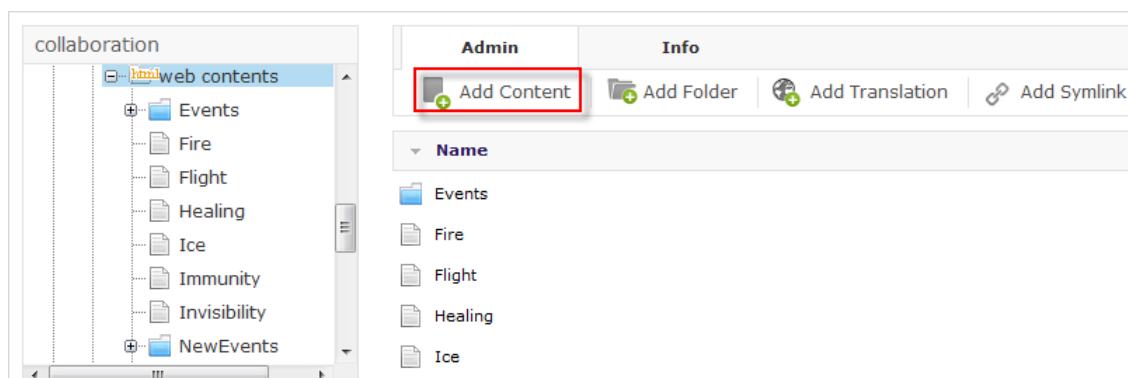 collaboration
html web contents
Events
Fire
Flight
Healing
Ice
Immunity
Invisibility
NewEvents
Admin Info
Add Content Add Folder Add Translation Add Symlink
Name
Events
Fire
Flight
Healing
Ice